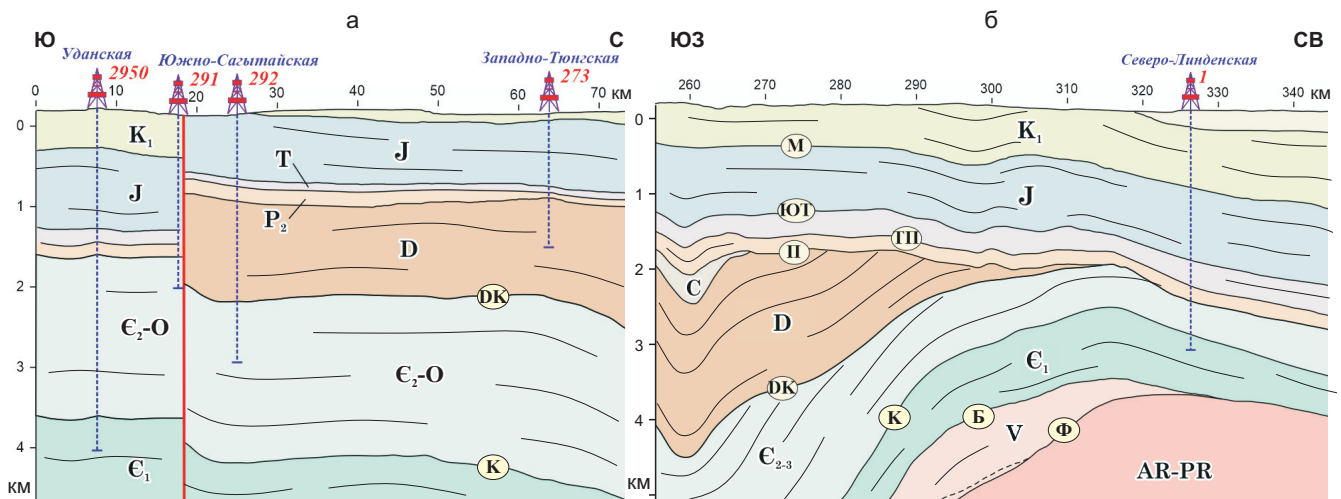 а
Ю
С
Уданская
Южно-Сагытайская
Западно-Тюнгская
2950
291
292
273
0
10
20
30
40
50
60
70
км
0
1
2
3
4
км
K₁
J
T
P₂
J
D
DK
Є₂-O
Є₂-O
K
Є₁
б
ЮЗ
СВ
Северо-Линденская
1
260
270
280
290
300
310
320
330
340
км
0
1
2
3
4
км
K₁
М
J
ЮТ
ТП
П
C
D
DK
Є₁
К
Б
V
Ф
Є₂₋₃
AR-PR